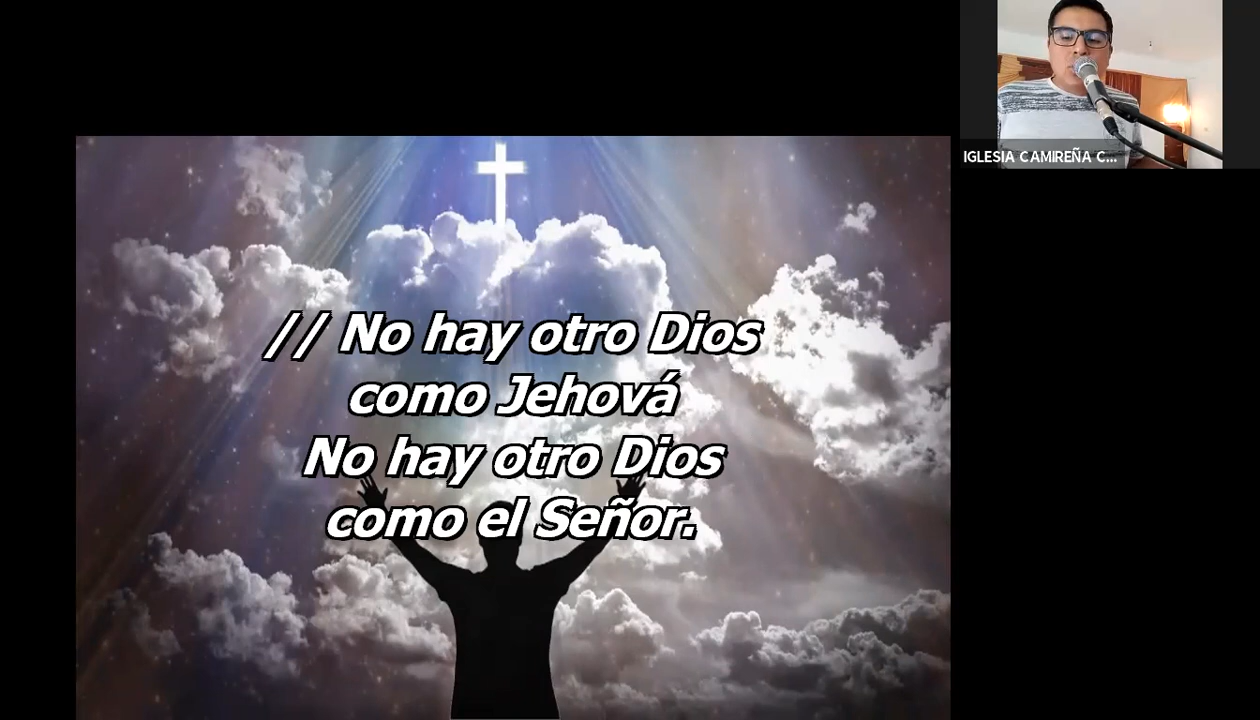 // No hay otro Dios
como Jehová
No hay otro Dios
como el Señor.
IGLESIA CAMIREÑA C...